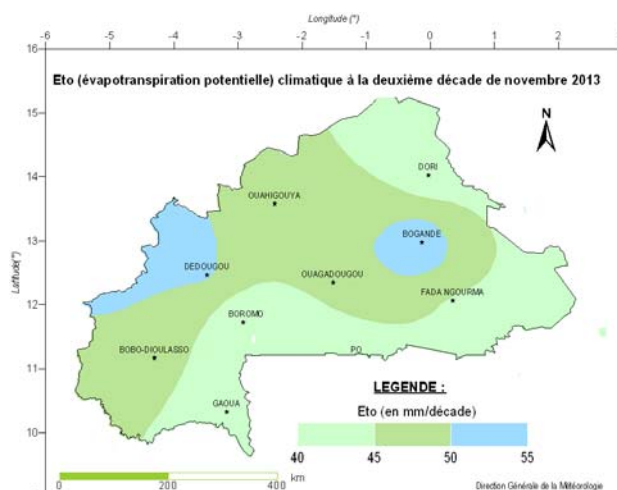 Longitude (°)
-6 -5 -4 -3 -2 -1 0 1 2
16
Eto (évapotranspiration potentielle) climatique à la deuxième décade de novembre 2013
15
N
DORI
14
OUAHIGOUYA
BOGANDE
13
Latitude(°)
DEDOUGOU
OUAGADOUGOU
FADA NGOURMA
12
BOROMO
BOBO-DIOULASSO
PO
11
LEGENDE :
GAOUA
Eto (en mm/décade)
10
40 45 50 55
km
0 200 400
Direction Générale de la Météorologie